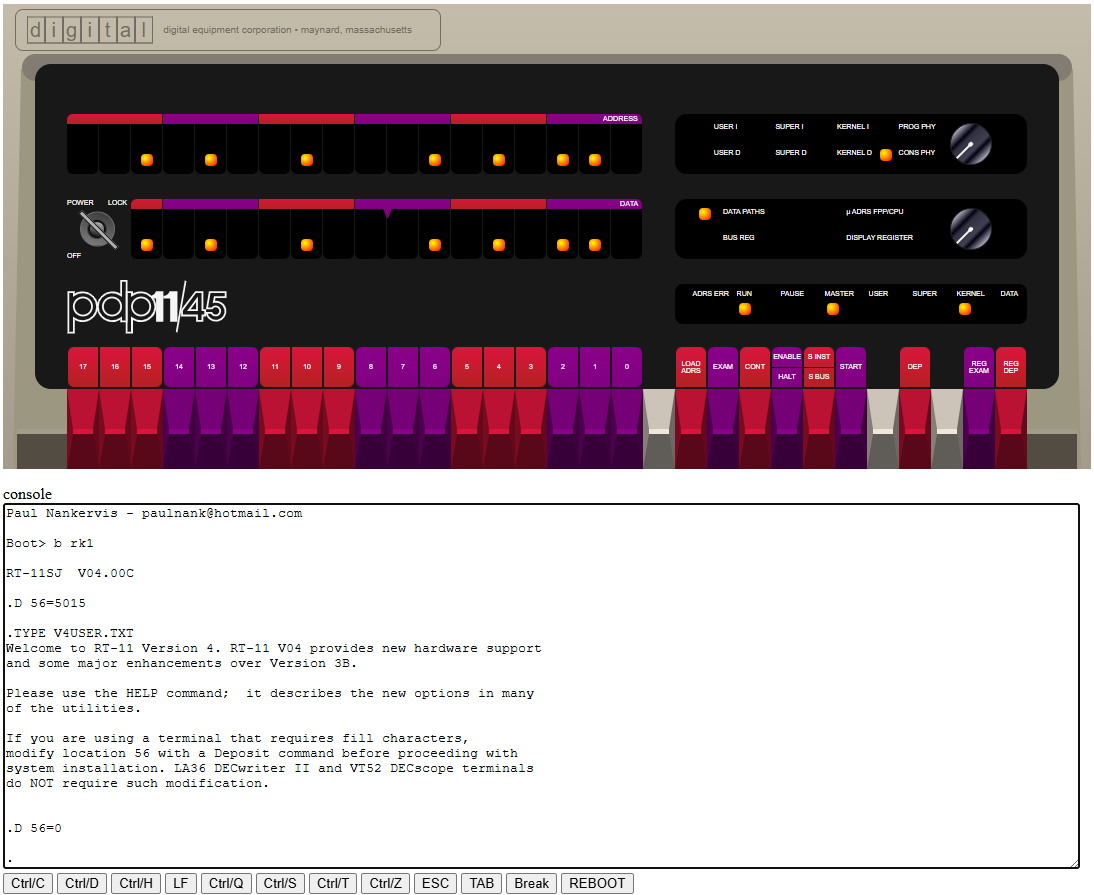 digital digital equipment corporation • maynard, massachusetts
ADDRESS
USER I SUPER I KERNEL I PROG PHY
USER D SUPER D KERNEL D CONS PHY
POWER LOCK
OFF
DATA
DATA PATHS µ ADRS FPP/CPU
BUS REG DISPLAY REGISTER
pdp11/45
ADRS ERR RUN PAUSE MASTER USER SUPER KERNEL DATA
17 16 15 14 13 12 11 10 9 8 7 6 5 4 3 2 1 0
LOAD ADRS EXAM CONT ENABLE HALT S INST S BUS START DEP REG EXAM REG DEP
console
Paul Nankervis - paulnank@hotmail.com
Boot> b rk1
RT-11SJ  V04.00C
.D 56=5015
.TYPE V4USER.TXT
Welcome to RT-11 Version 4. RT-11 V04 provides new hardware support
and some major enhancements over Version 3B.
Please use the HELP command;  it describes the new options in many
of the utilities.
If you are using a terminal that requires fill characters,
modify location 56 with a Deposit command before proceeding with
system installation. LA36 DECwriter II and VT52 DECscope terminals
do NOT require such modification.
.D 56=0
.
Ctrl/C Ctrl/D Ctrl/H LF Ctrl/Q Ctrl/S Ctrl/T Ctrl/Z ESC TAB Break REBOOT